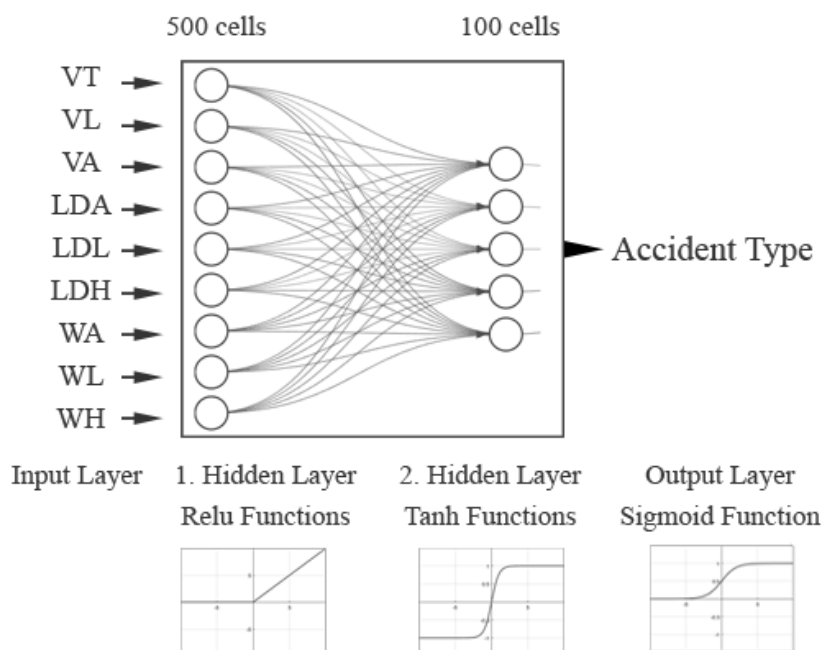 500 cells 100 cells
VT
VL
VA
LDA
LDL
LDH
WA
WL
WH
Accident Type
Input Layer 1. Hidden Layer 2. Hidden Layer Output Layer
Relu Functions Tanh Functions Sigmoid Function